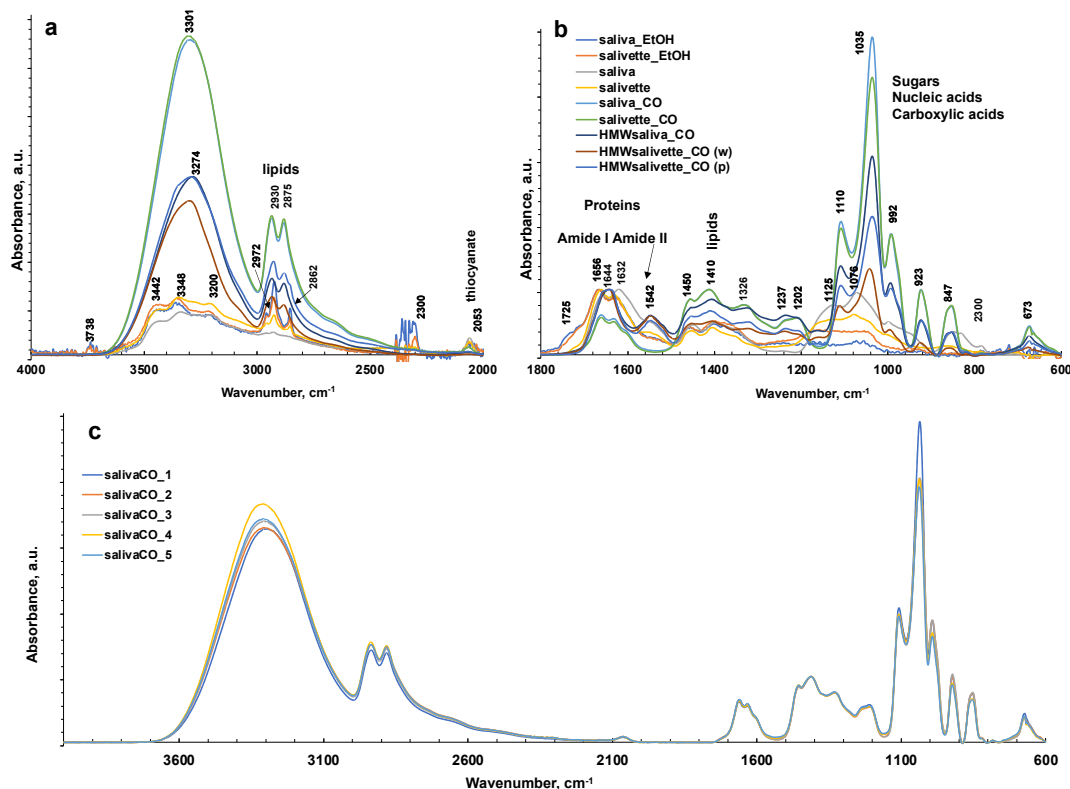 a
3301
3274
lipids
2930
2875
2972
2862
3442
3348
3200
3738
2300
thiocyanate
2053
Absorbance, a.u.
4000
3500
3000
2500
2000
Wavenumber, cm-1
b
saliva_EtOH
salivette_EtOH
saliva
salivette
saliva_CO
salivette_CO
HMWsaliva_CO
HMWsalivette_CO (w)
HMWsalivette_CO (p)
1035
Sugars
Nucleic acids
Carboxylic acids
Proteins
Amide I Amide II
lipids
1110
992
1725
1656
1644
1632
1542
1450
1410
1326
1237
1202
1125
1076
923
847
2300
673
Absorbance, a.u.
1800
1600
1400
1200
1000
800
600
Wavenumber, cm-1
c
salivaCO_1
salivaCO_2
salivaCO_3
salivaCO_4
salivaCO_5
Absorbance, a.u.
3600
3100
2600
2100
1600
1100
600
Wavenumber, cm-1